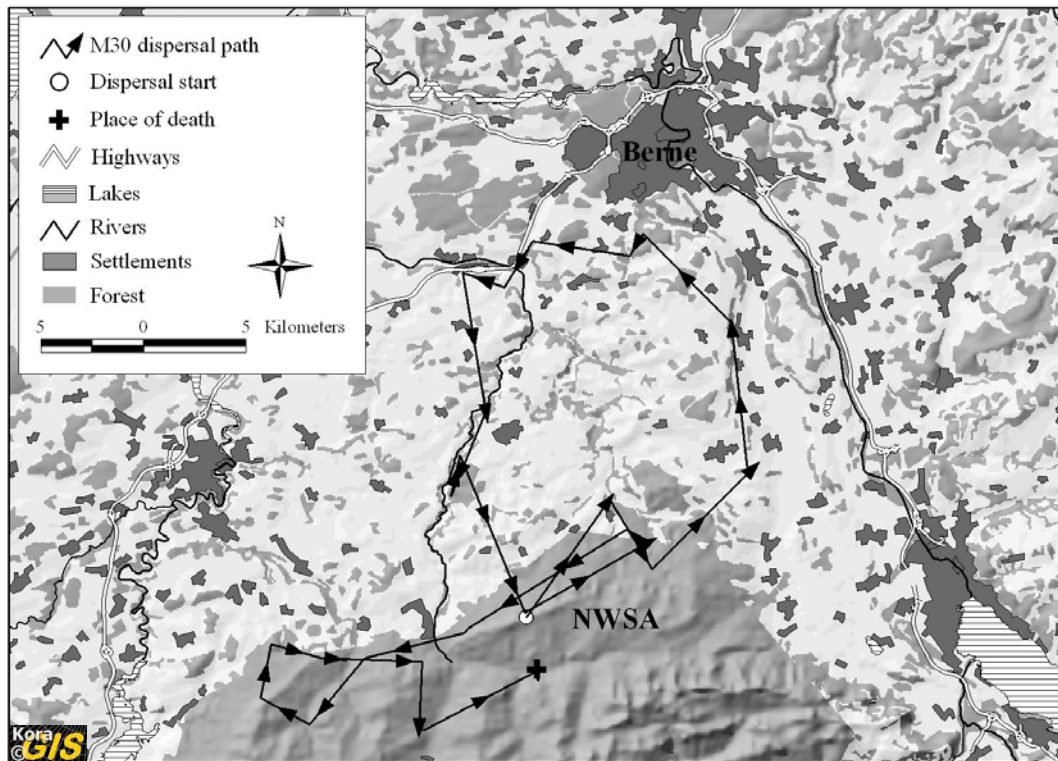 M30 dispersal path
Dispersal start
Place of death
Highways
Lakes
Rivers
Settlements
Forest
N
5 0 5 Kilometers
Berne
NWSA
Kora
© GIS